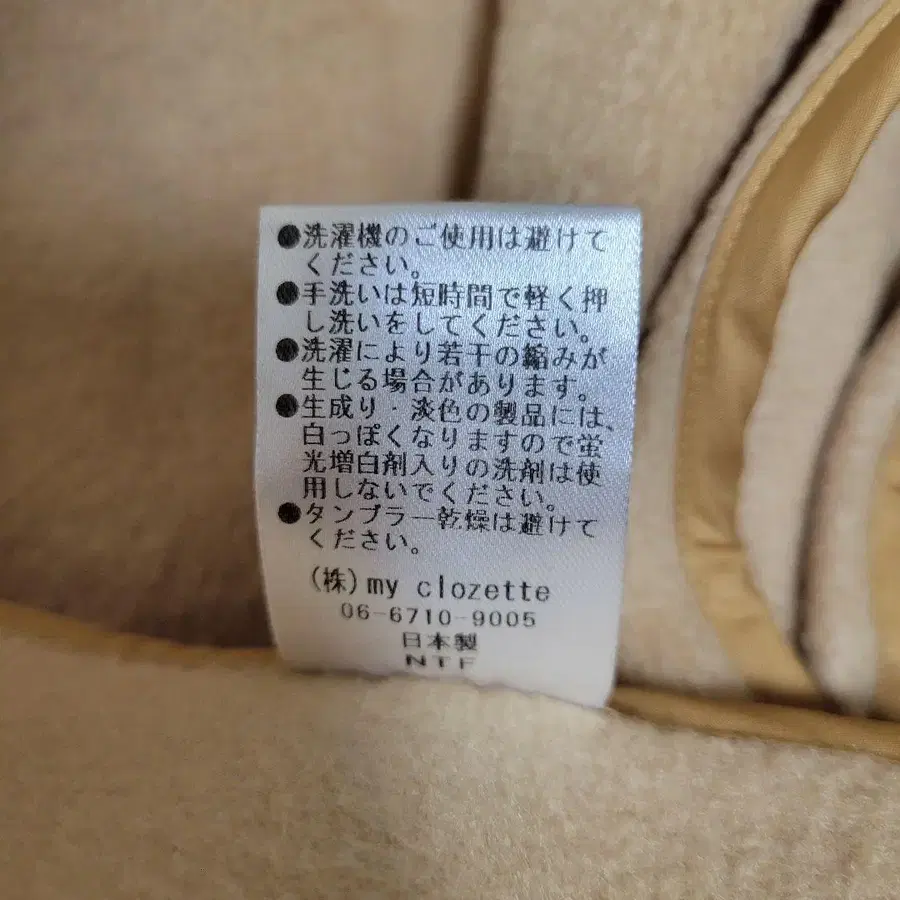 ●洗濯機のご使用は避けて
ください。
●手洗いは短時間で軽く押
し洗いをしてください。
●洗濯により若干の縮みが
生じる場合があります。
●生成り・淡色の製品には、
白っぽくなりますので蛍
光増白剤入りの洗剤は使
用しないでください。
●タンブラー乾燥は避けて
ください。
(株)my clozette
06-6710-9005
日本製
NTF